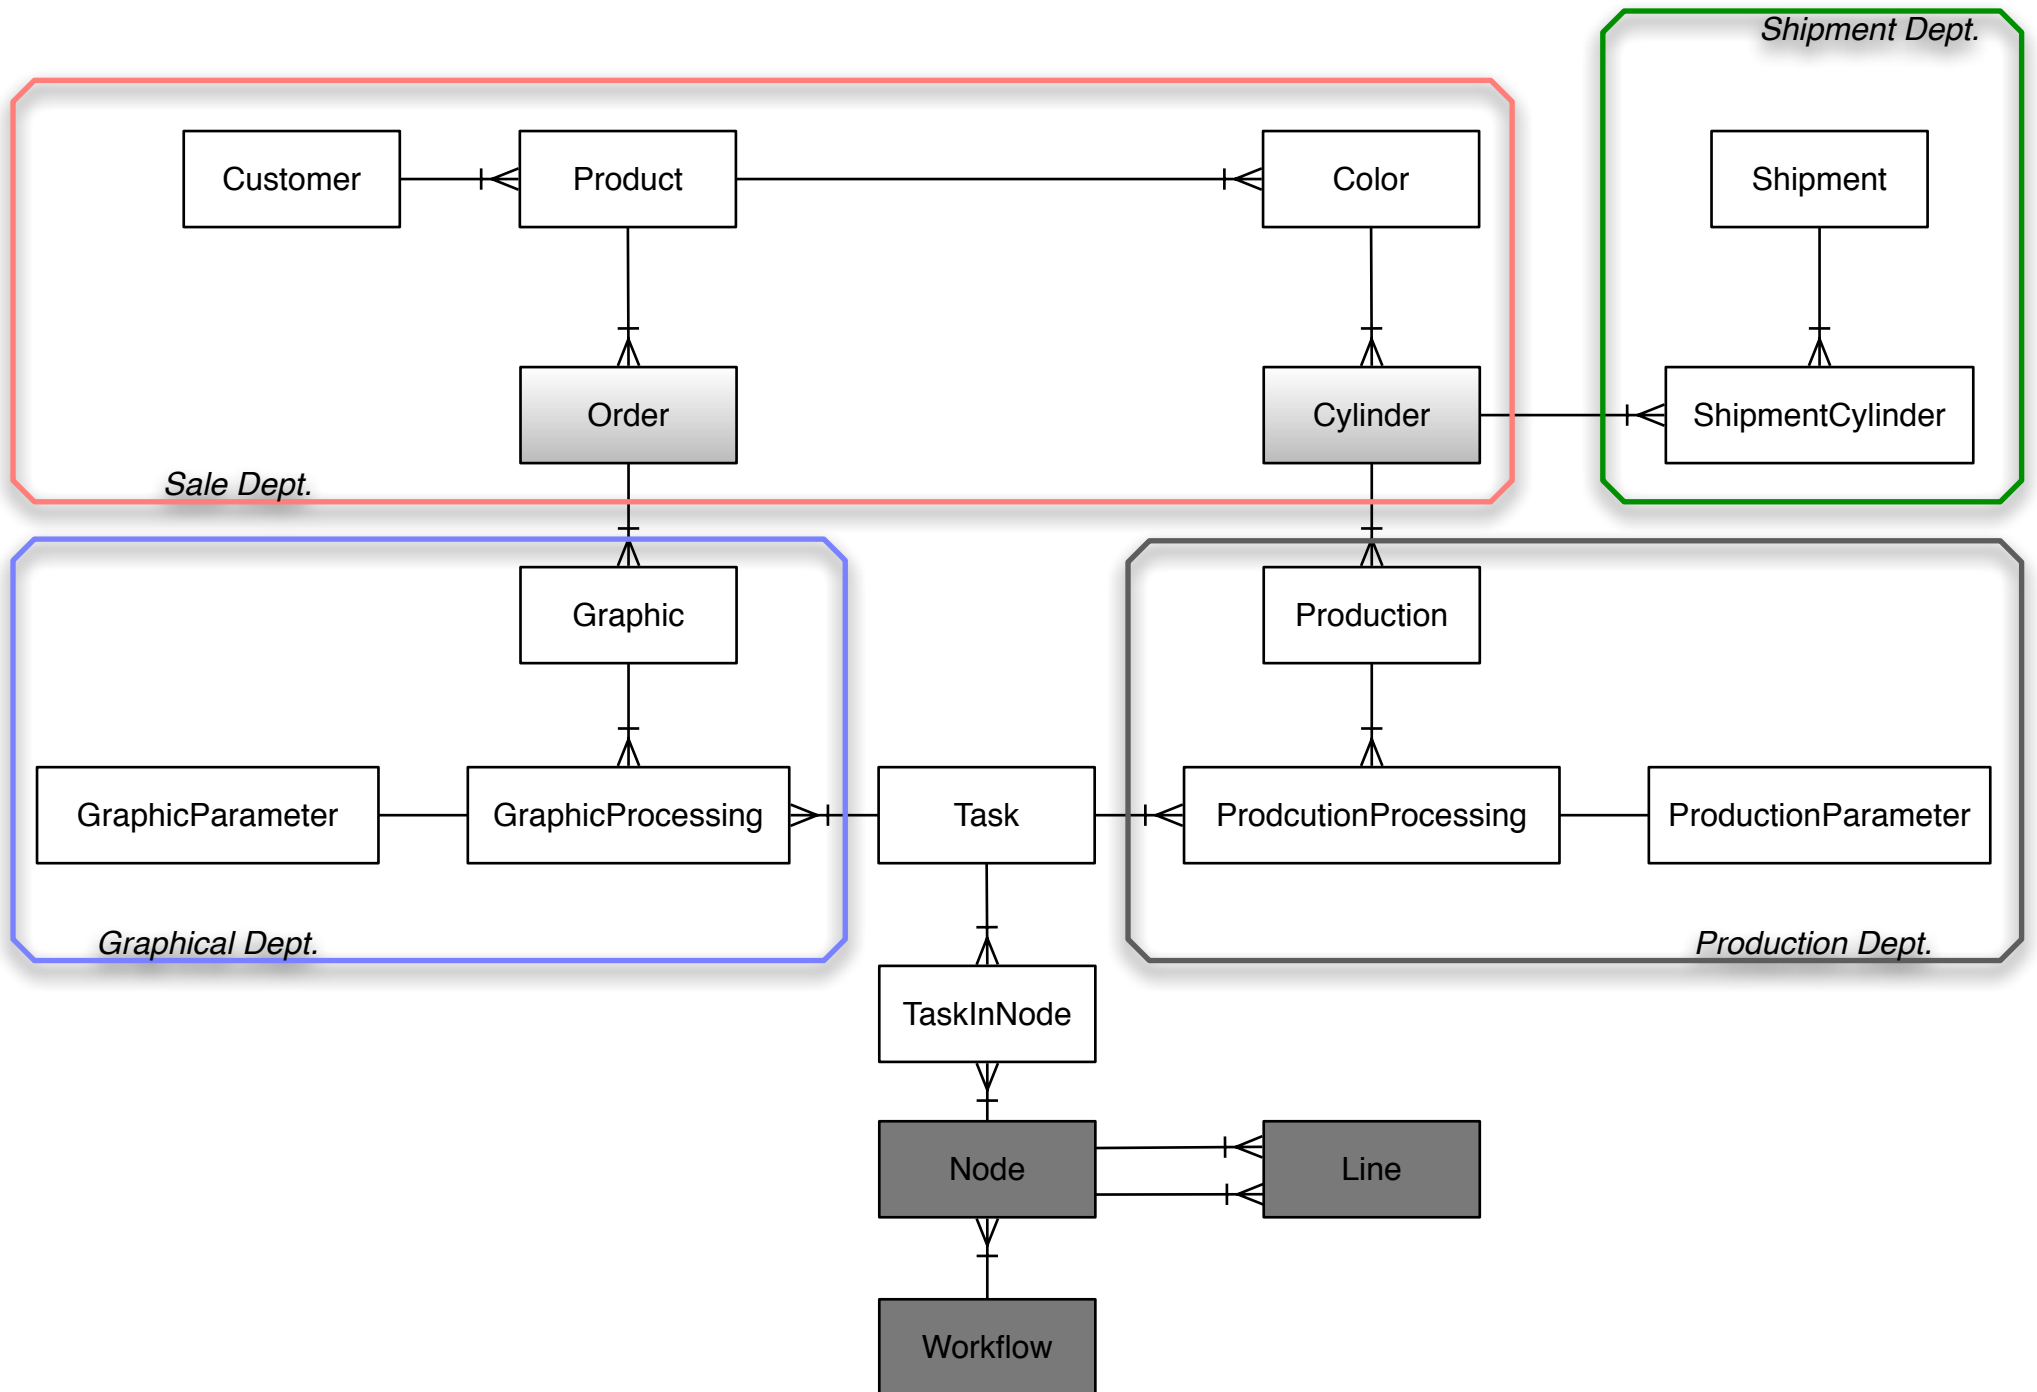 Shipment Dept.
Customer
Product
Color
Shipment
Order
Cylinder
ShipmentCylinder
Sale Dept.
Graphic
Production
GraphicParameter
GraphicProcessing
Task
ProdcutionProcessing
ProductionParameter
Graphical Dept.
Production Dept.
TaskInNode
Node
Line
Workflow